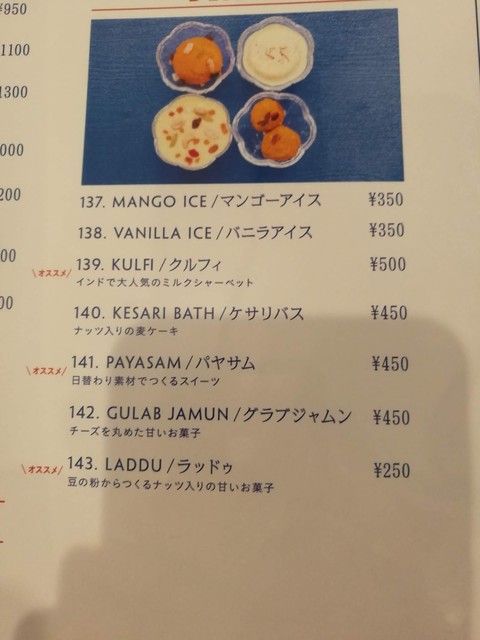 ¥950
1100
1300
000
200
00
00
137. MANGO ICE/マンゴーアイス ¥350
138. VANILLA ICE/バニラアイス ¥350
\オススメ/ 139. KULFI/クルフィ ¥500
インドで大人気のミルクシャーベット
140. KESARI BATH/ケサリバス ¥450
ナッツ入りの麦ケーキ
\オススメ/ 141. PAYASAM/パヤサム ¥450
日替わり素材でつくるスイーツ
142. GULAB JAMUN/グラブジャムン ¥450
チーズを丸めた甘いお菓子
\オススメ/ 143. LADDU/ラッドゥ ¥250
豆の粉からつくるナッツ入りの甘いお菓子